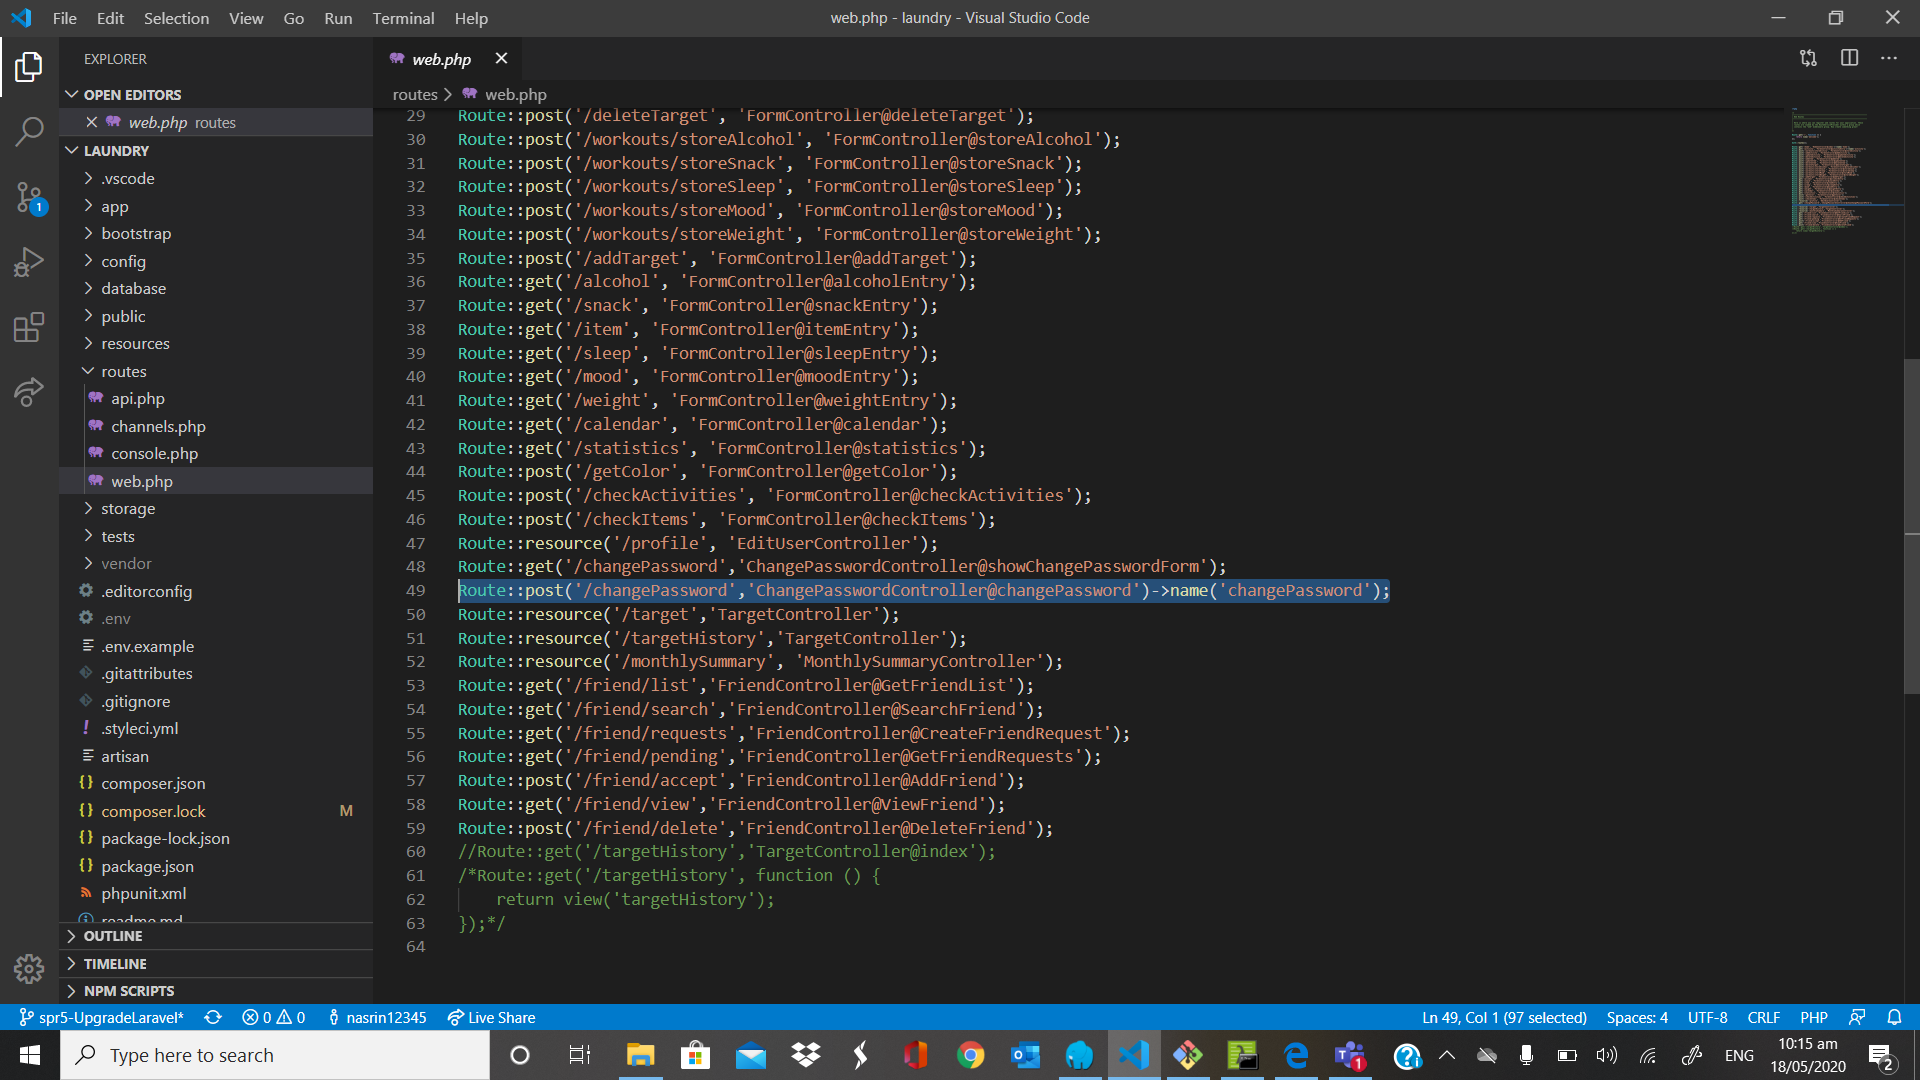 File Edit Selection View Go Run Terminal Help
web.php - laundry - Visual Studio Code
EXPLORER
OPEN EDITORS
web.php routes
LAUNDRY
.vscode
app
bootstrap
config
database
public
resources
routes
api.php
channels.php
console.php
web.php
storage
tests
vendor
.editorconfig
.env
.env.example
.gitattributes
.gitignore
.styleci.yml
artisan
composer.json
composer.lock M
package-lock.json
package.json
phpunit.xml
readme.md
OUTLINE
TIMELINE
NPM SCRIPTS
1
web.php
routes > web.php
29 Route::post('/deleteTarget', 'FormController@deleteTarget');
30 Route::post('/workouts/storeAlcohol', 'FormController@storeAlcohol');
31 Route::post('/workouts/storeSnack', 'FormController@storeSnack');
32 Route::post('/workouts/storeSleep', 'FormController@storeSleep');
33 Route::post('/workouts/storeMood', 'FormController@storeMood');
34 Route::post('/workouts/storeWeight', 'FormController@storeWeight');
35 Route::post('/addTarget', 'FormController@addTarget');
36 Route::get('/alcohol', 'FormController@alcoholEntry');
37 Route::get('/snack', 'FormController@snackEntry');
38 Route::get('/item', 'FormController@itemEntry');
39 Route::get('/sleep', 'FormController@sleepEntry');
40 Route::get('/mood', 'FormController@moodEntry');
41 Route::get('/weight', 'FormController@weightEntry');
42 Route::get('/calendar', 'FormController@calendar');
43 Route::get('/statistics', 'FormController@statistics');
44 Route::post('/getColor', 'FormController@getColor');
45 Route::post('/checkActivities', 'FormController@checkActivities');
46 Route::post('/checkItems', 'FormController@checkItems');
47 Route::resource('/profile', 'EditUserController');
48 Route::get('/changePassword','ChangePasswordController@showChangePasswordForm');
49 Route::post('/changePassword','ChangePasswordController@changePassword')->name('changePassword');
50 Route::resource('/target','TargetController');
51 Route::resource('/targetHistory','TargetController');
52 Route::resource('/monthlySummary', 'MonthlySummaryController');
53 Route::get('/friend/list','FriendController@GetFriendList');
54 Route::get('/friend/search','FriendController@SearchFriend');
55 Route::get('/friend/requests','FriendController@CreateFriendRequest');
56 Route::get('/friend/pending','FriendController@GetFriendRequests');
57 Route::post('/friend/accept','FriendController@AddFriend');
58 Route::get('/friend/view','FriendController@ViewFriend');
59 Route::post('/friend/delete','FriendController@DeleteFriend');
60 //Route::get('/targetHistory','TargetController@index');
61 /*Route::get('/targetHistory', function () {
62 return view('targetHistory');
63 });*/
64
spr5-UpgradeLaravel* 0 0 nasrin12345 Live Share
Ln 49, Col 1 (97 selected) Spaces: 4 UTF-8 CRLF PHP
Type here to search
1
ENG
10:15 am
18/05/2020
2